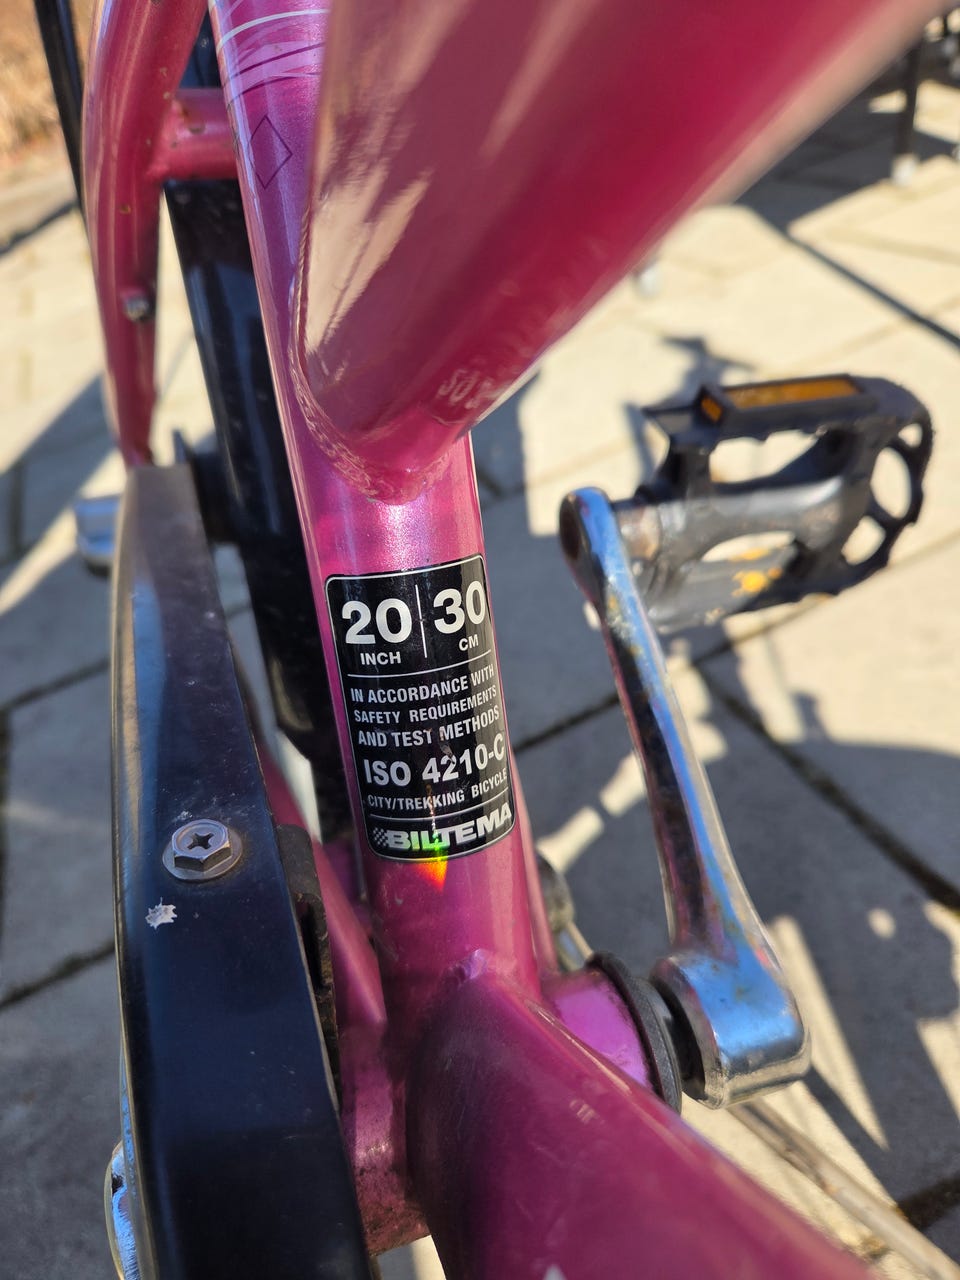 20 | 30
INCH CM
IN ACCORDANCE WITH
SAFETY REQUIREMENTS
AND TEST METHODS
ISO 4210-C
CITY/TREKKING BICYCLE
BILTEMA